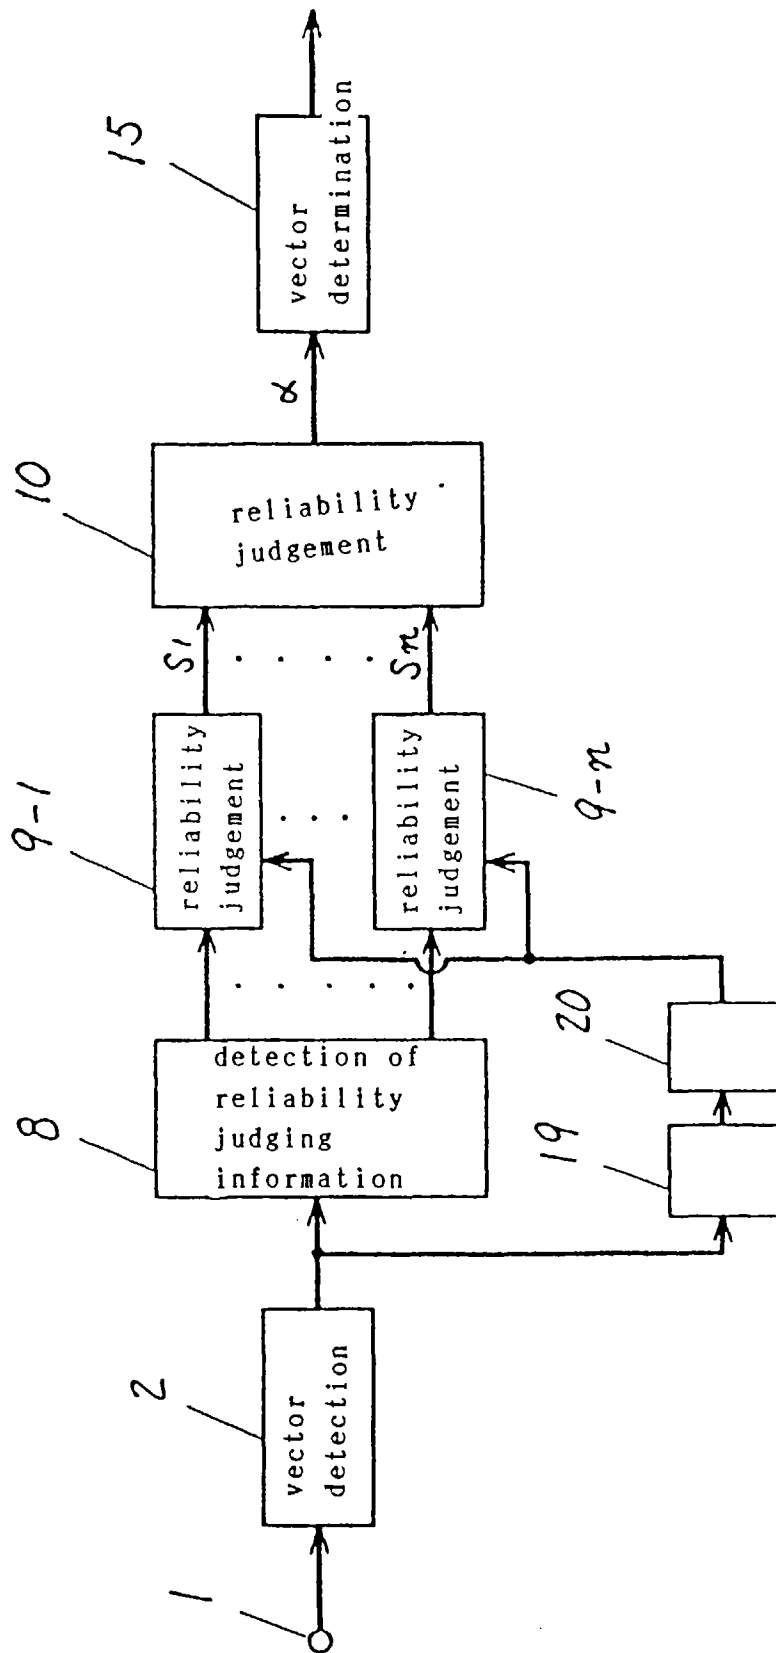 1
2
vector
detection
8
detection of
reliability
judging
information
19
20
9-1
reliability
judgement
. . .
9-n
reliability
judgement
S1
. . . . .
Sn
10
reliability
judgement
α
15
vector
determination